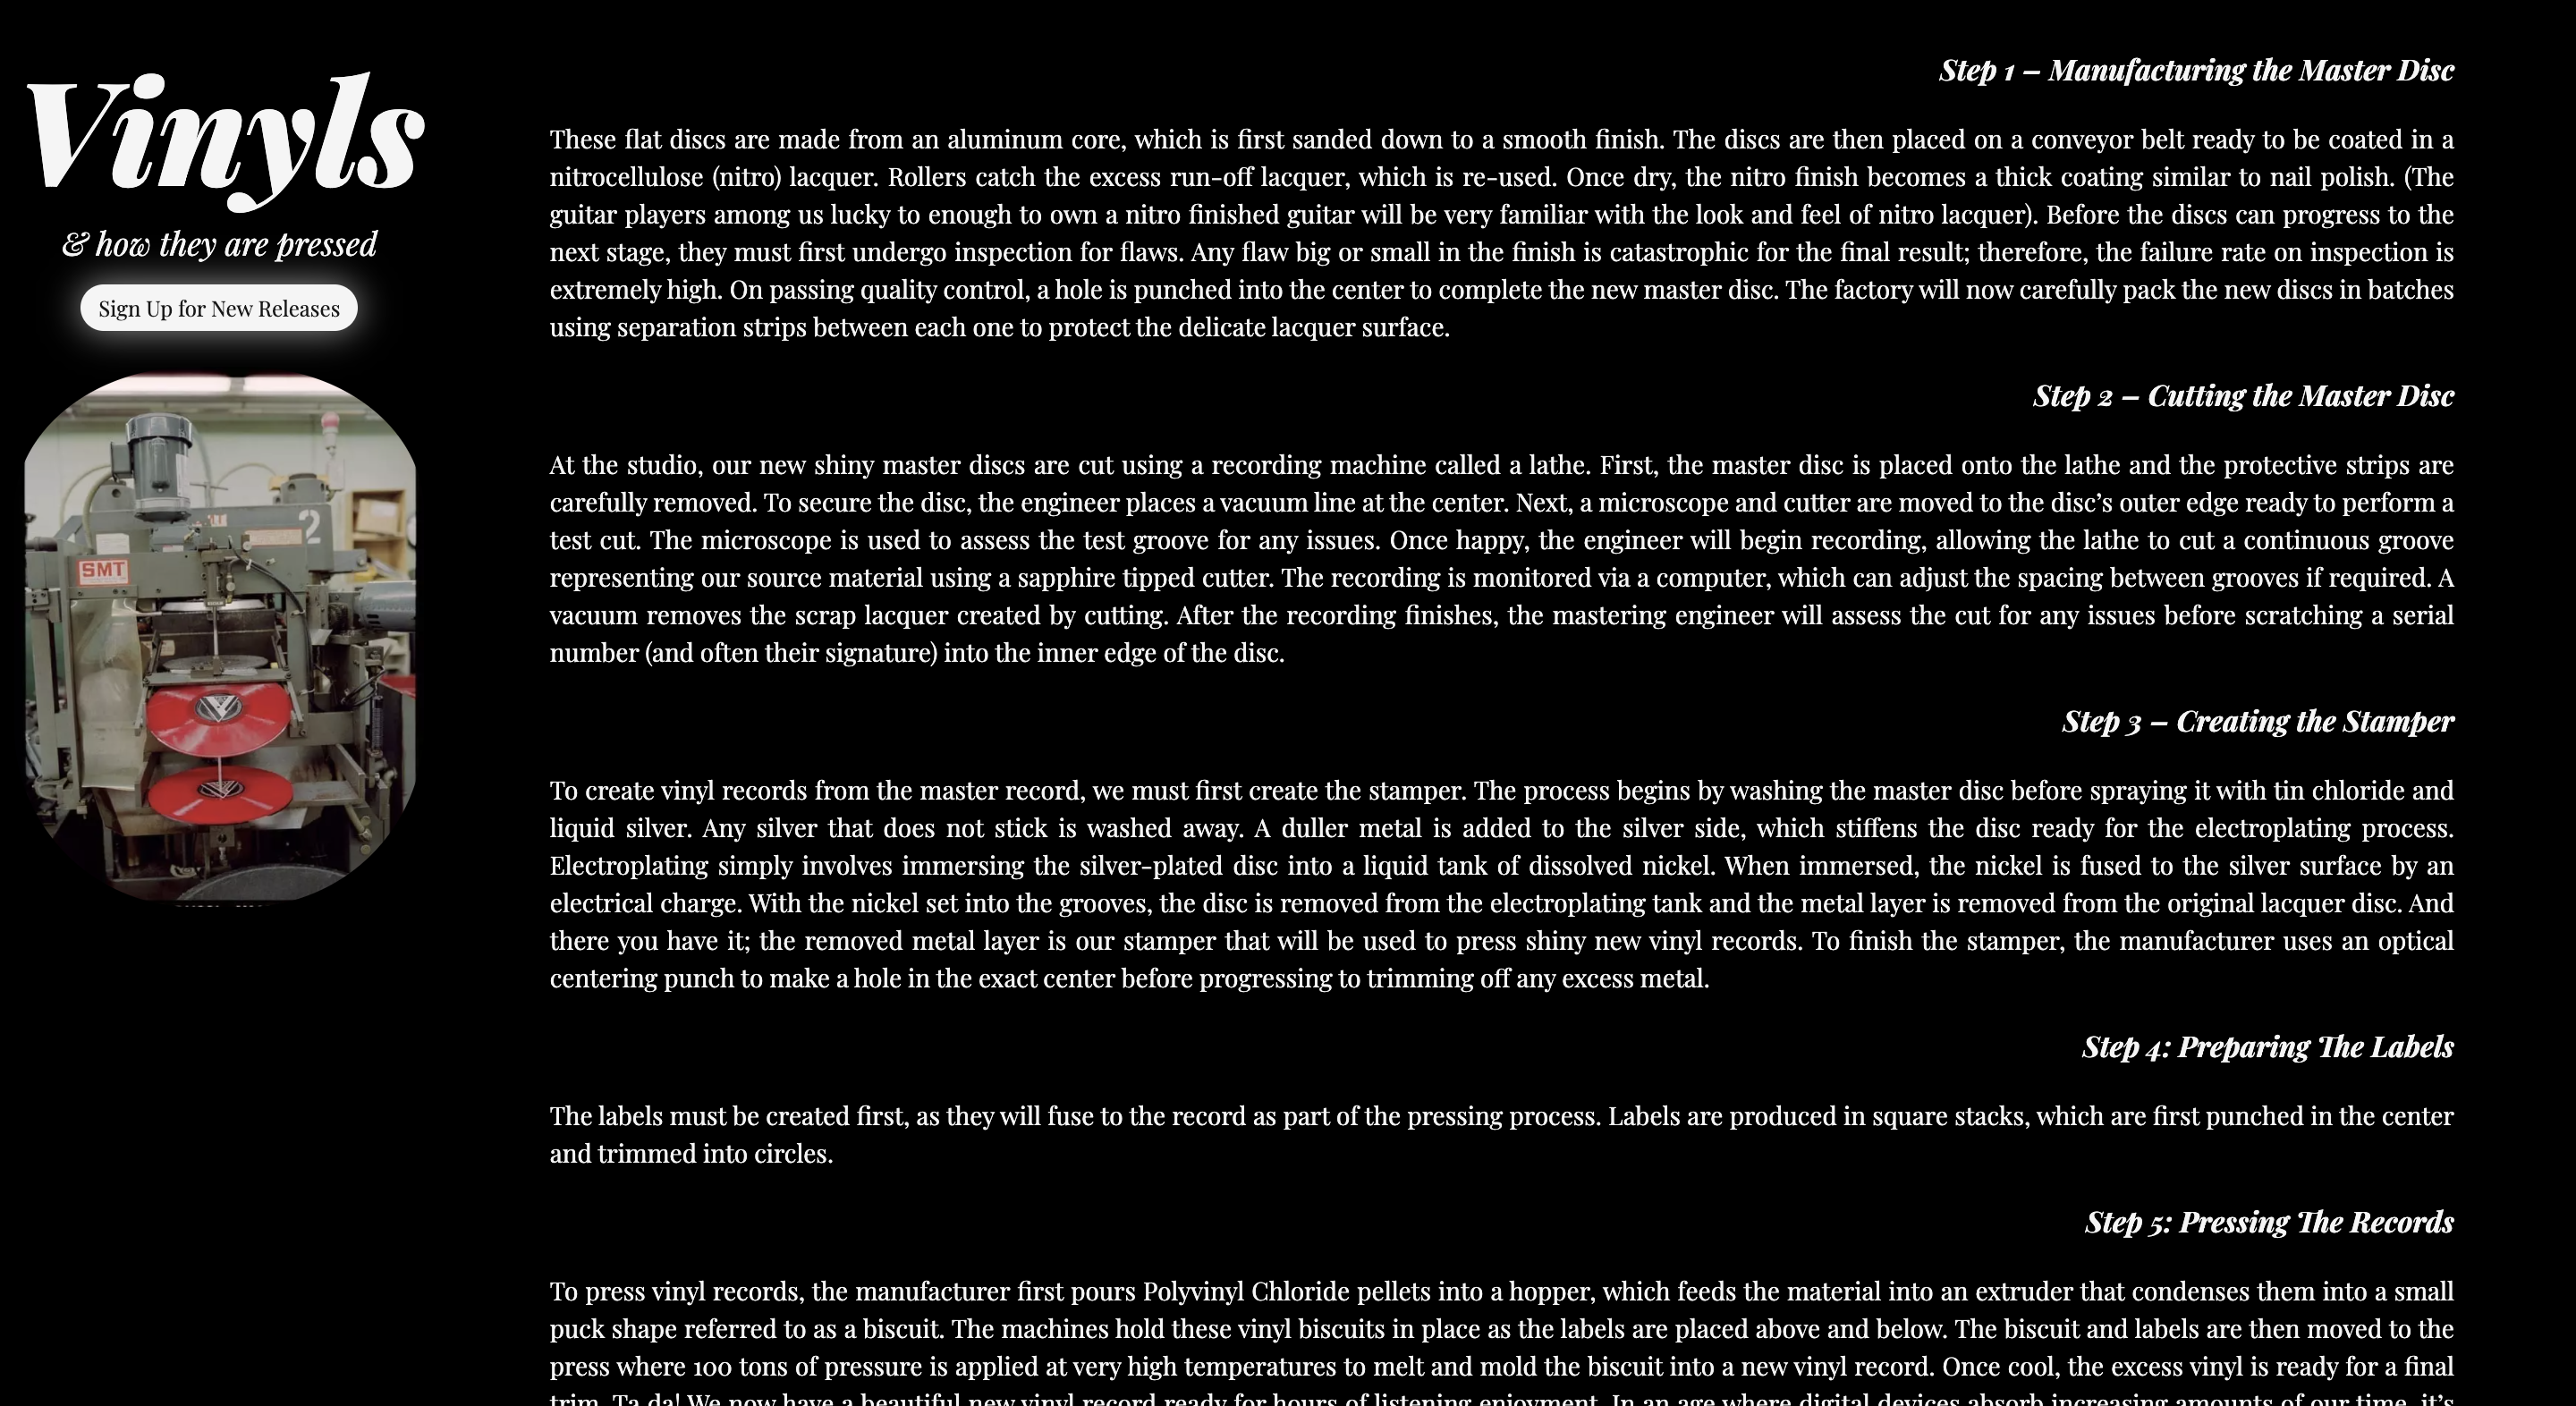 Vinyls
& how they are pressed
Sign Up for New Releases
2
SMT
Step 1 – Manufacturing the Master Disc
These flat discs are made from an aluminum core, which is first sanded down to a smooth finish. The discs are then placed on a conveyor belt ready to be coated in a
nitrocellulose (nitro) lacquer. Rollers catch the excess run-off lacquer, which is re-used. Once dry, the nitro finish becomes a thick coating similar to nail polish. (The
guitar players among us lucky to enough to own a nitro finished guitar will be very familiar with the look and feel of nitro lacquer). Before the discs can progress to the
next stage, they must first undergo inspection for flaws. Any flaw big or small in the finish is catastrophic for the final result; therefore, the failure rate on inspection is
extremely high. On passing quality control, a hole is punched into the center to complete the new master disc. The factory will now carefully pack the new discs in batches
using separation strips between each one to protect the delicate lacquer surface.
Step 2 – Cutting the Master Disc
At the studio, our new shiny master discs are cut using a recording machine called a lathe. First, the master disc is placed onto the lathe and the protective strips are
carefully removed. To secure the disc, the engineer places a vacuum line at the center. Next, a microscope and cutter are moved to the disc’s outer edge ready to perform a
test cut. The microscope is used to assess the test groove for any issues. Once happy, the engineer will begin recording, allowing the lathe to cut a continuous groove
representing our source material using a sapphire tipped cutter. The recording is monitored via a computer, which can adjust the spacing between grooves if required. A
vacuum removes the scrap lacquer created by cutting. After the recording finishes, the mastering engineer will assess the cut for any issues before scratching a serial
number (and often their signature) into the inner edge of the disc.
Step 3 – Creating the Stamper
To create vinyl records from the master record, we must first create the stamper. The process begins by washing the master disc before spraying it with tin chloride and
liquid silver. Any silver that does not stick is washed away. A duller metal is added to the silver side, which stiffens the disc ready for the electroplating process.
Electroplating simply involves immersing the silver-plated disc into a liquid tank of dissolved nickel. When immersed, the nickel is fused to the silver surface by an
electrical charge. With the nickel set into the grooves, the disc is removed from the electroplating tank and the metal layer is removed from the original lacquer disc. And
there you have it; the removed metal layer is our stamper that will be used to press shiny new vinyl records. To finish the stamper, the manufacturer uses an optical
centering punch to make a hole in the exact center before progressing to trimming off any excess metal.
Step 4: Preparing The Labels
The labels must be created first, as they will fuse to the record as part of the pressing process. Labels are produced in square stacks, which are first punched in the center
and trimmed into circles.
Step 5: Pressing The Records
To press vinyl records, the manufacturer first pours Polyvinyl Chloride pellets into a hopper, which feeds the material into an extruder that condenses them into a small
puck shape referred to as a biscuit. The machines hold these vinyl biscuits in place as the labels are placed above and below. The biscuit and labels are then moved to the
press where 100 tons of pressure is applied at very high temperatures to melt and mold the biscuit into a new vinyl record. Once cool, the excess vinyl is ready for a final
trim. Ta da! We now have a beautiful new vinyl record ready for hours of listening enjoyment. In an age where digital devices absorb increasing amounts of our time, it’s